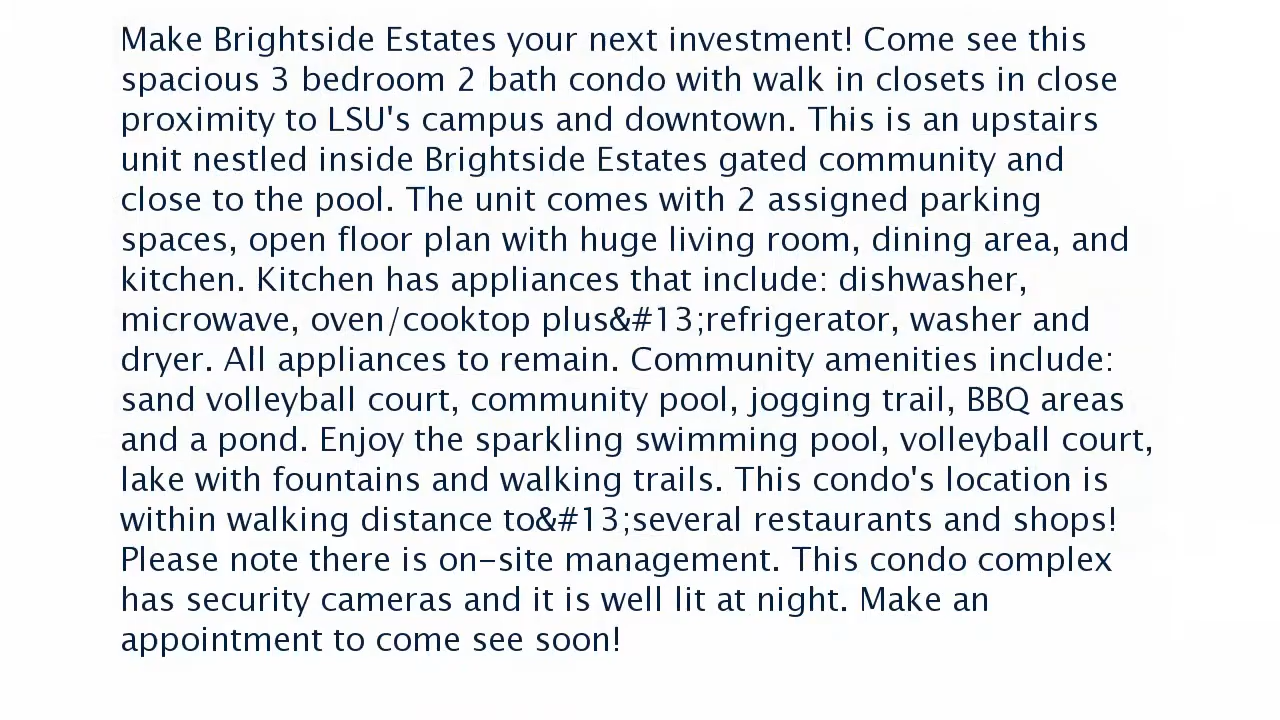 Make Brightside Estates your next investment! Come see this
spacious 3 bedroom 2 bath condo with walk in closets in close
proximity to LSU's campus and downtown. This is an upstairs
unit nestled inside Brightside Estates gated community and
close to the pool. The unit comes with 2 assigned parking
spaces, open floor plan with huge living room, dining area, and
kitchen. Kitchen has appliances that include: dishwasher,
microwave, oven/cooktop plus&#13;refrigerator, washer and
dryer. All appliances to remain. Community amenities include:
sand volleyball court, community pool, jogging trail, BBQ areas
and a pond. Enjoy the sparkling swimming pool, volleyball court,
lake with fountains and walking trails. This condo's location is
within walking distance to&#13;several restaurants and shops!
Please note there is on-site management. This condo complex
has security cameras and it is well lit at night. Make an
appointment to come see soon!